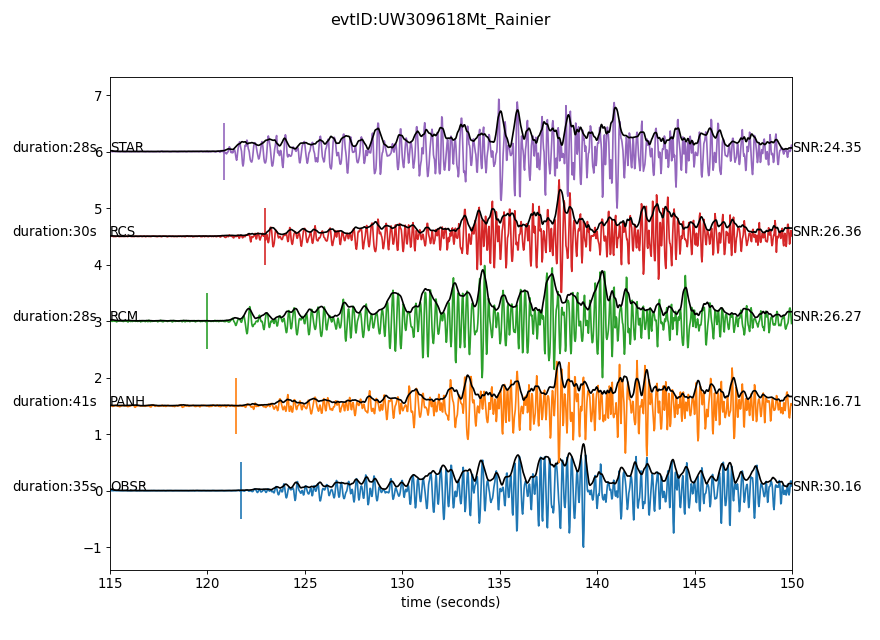 evtID:UW309618Mt_Rainier
7
duration:28s STAR 6 SNR:24.35
5
duration:30s RCS SNR:26.36
4
duration:28s RCM 3 SNR:26.27
2
duration:41s PANH SNR:16.71
1
duration:35s OBSR 0 SNR:30.16
−1
115 120 125 130 135 140 145 150
time (seconds)